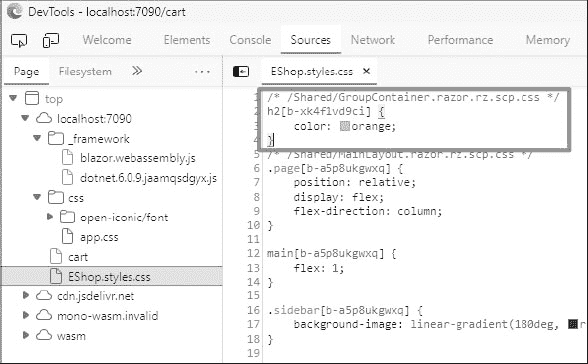 DevTools - localhost:7090/cart
Welcome Elements Console Sources Network Performance Memory
Page Filesystem
EShop.styles.css
top
localhost:7090
_framework
blazor.webassembly.js
dotnet.6.0.9.jaamqsdgyx.js
css
open-iconic/font
app.css
cart
EShop.styles.css
cdn.jsdelivr.net
mono-wasm.invalid
wasm
1 /* /Shared/GroupContainer.razor.rz.scp.css */
2 h2[b-xk4f1vd9ci] {
3 color: orange;
4 }
5 /* /Shared/MainLayout.razor.rz.scp.css */
6 .page[b-a5p8ukgwxq] {
7 position: relative;
8 display: flex;
9 flex-direction: column;
10 }
11
12 main[b-a5p8ukgwxq] {
13 flex: 1;
14 }
15
16 .sidebar[b-a5p8ukgwxq] {
17 background-image: linear-gradient(180deg, r
18 }
19